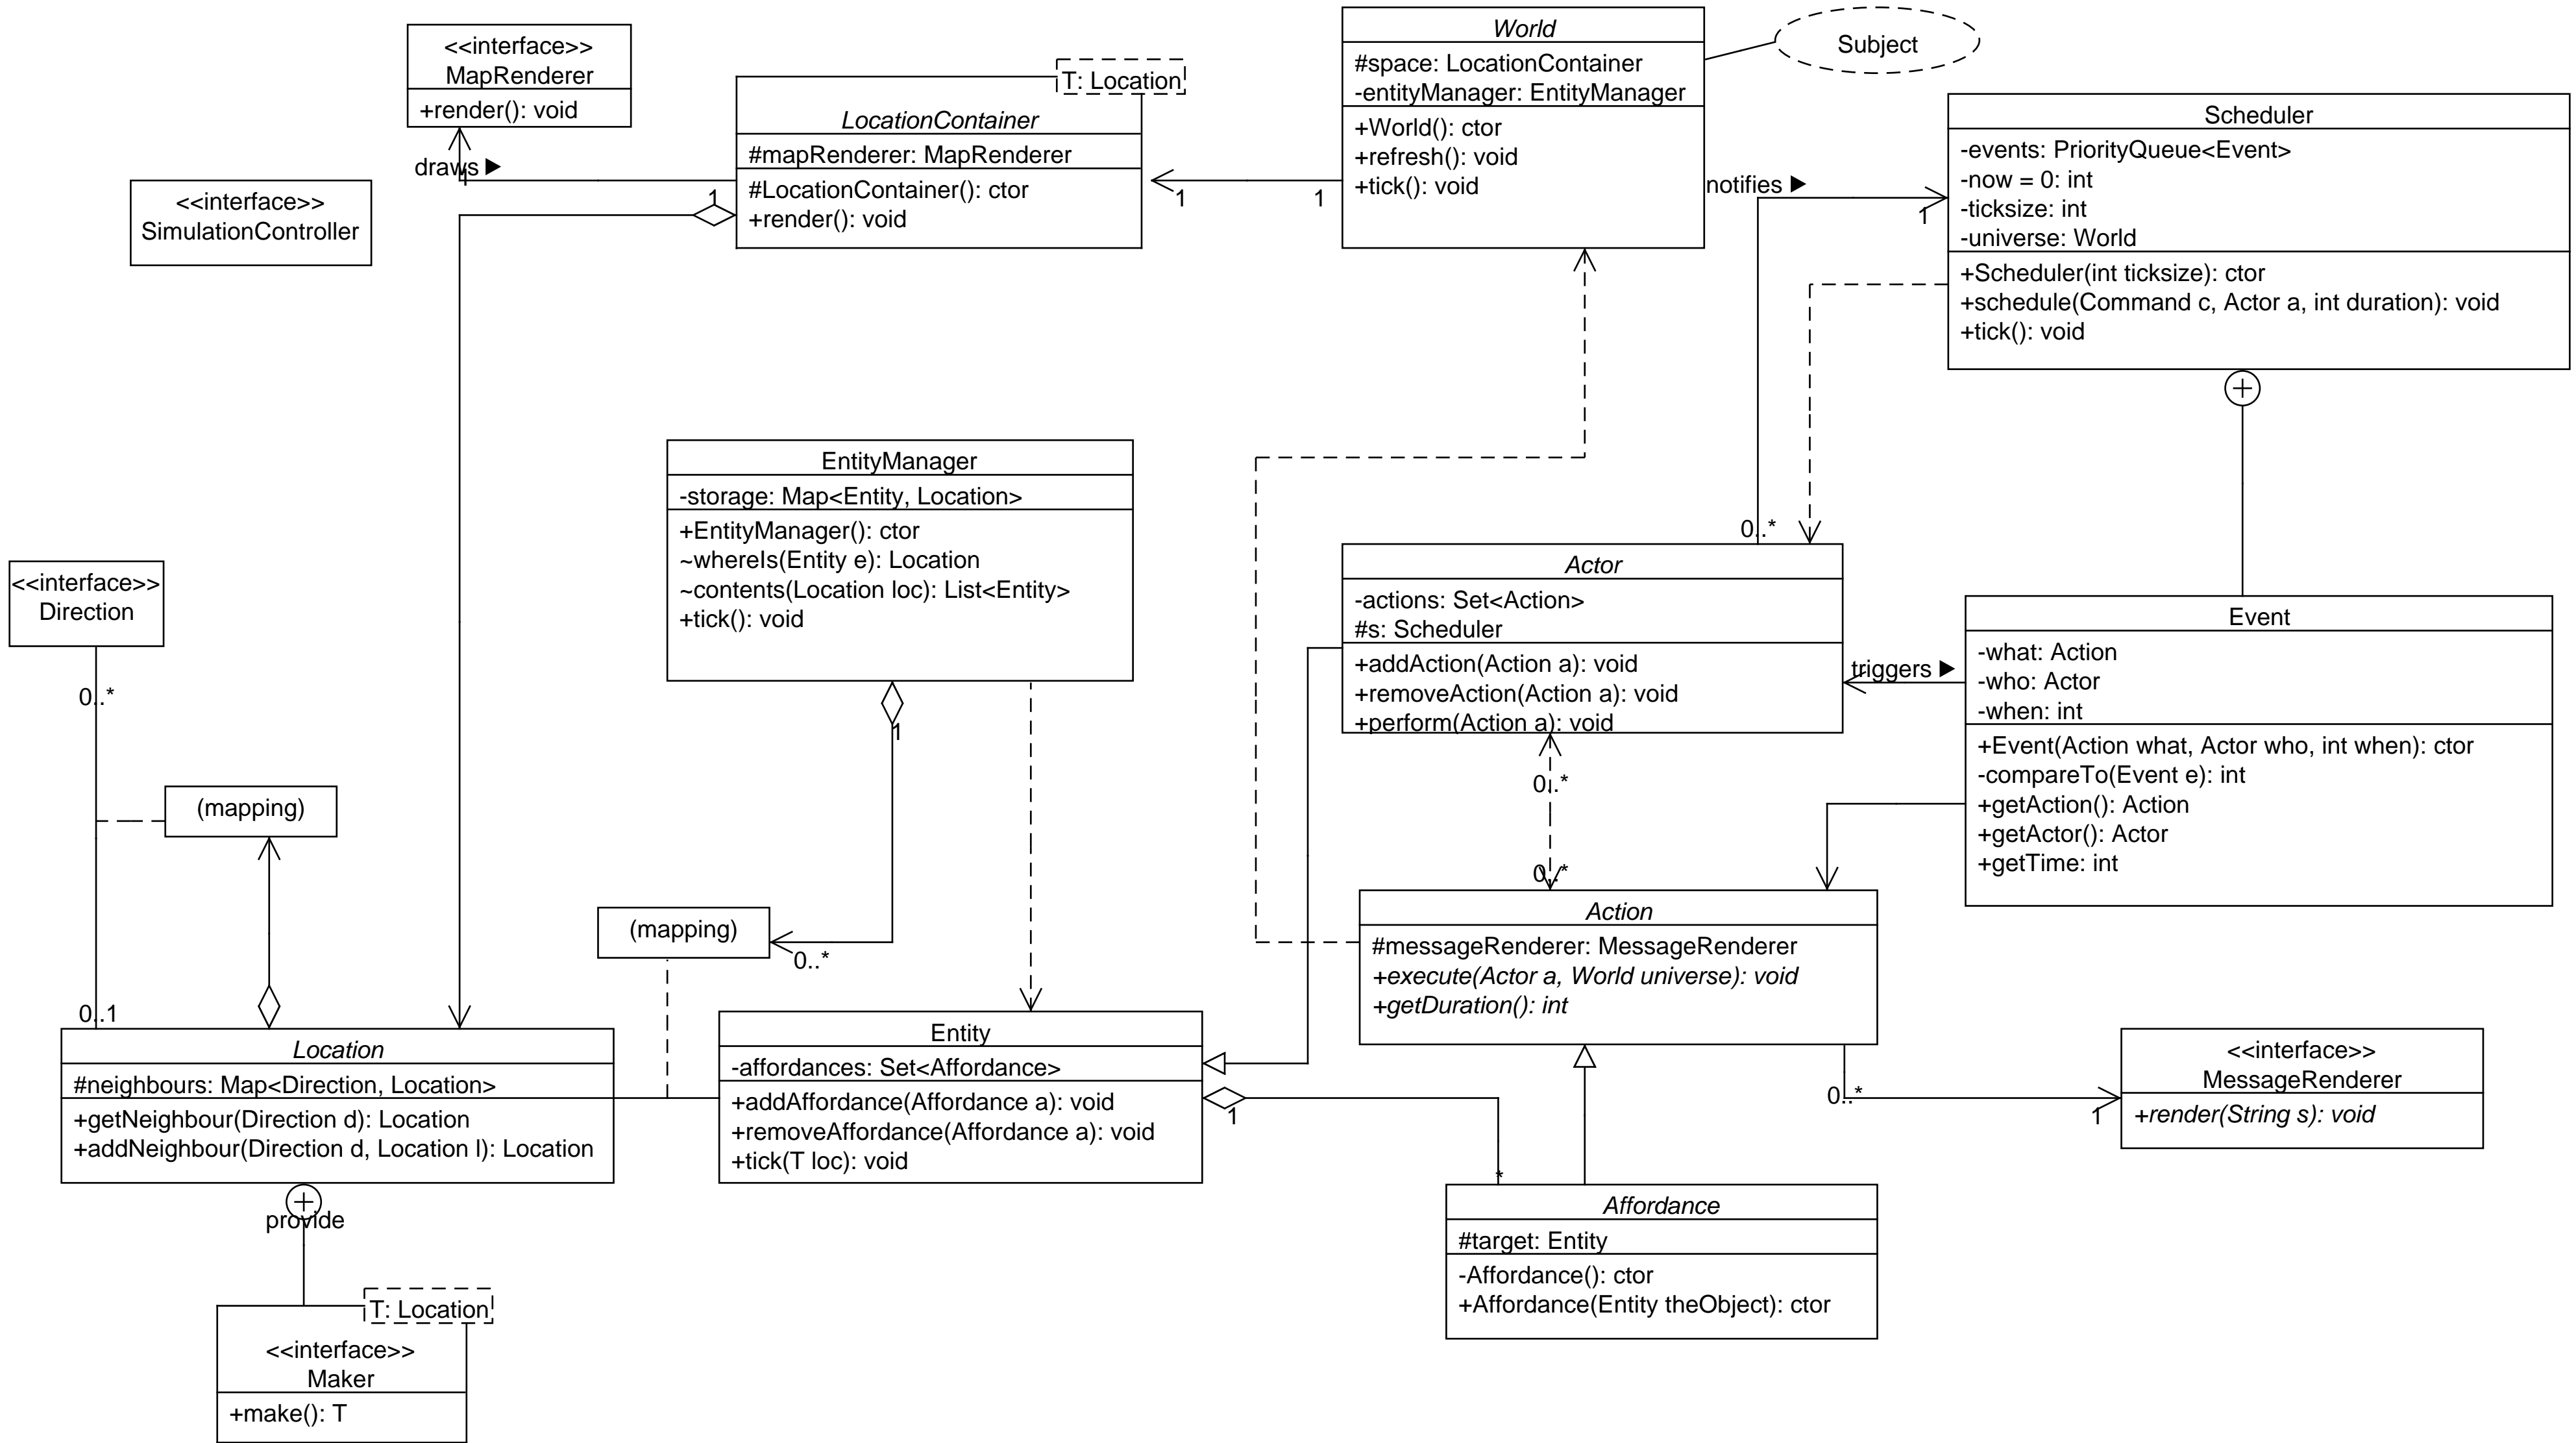 <<interface>>
MapRenderer
+render(): void
draws ▶
1
<<interface>>
SimulationController
T: Location
LocationContainer
#mapRenderer: MapRenderer
#LocationContainer(): ctor
+render(): void
1
1
1
World
#space: LocationContainer
-entityManager: EntityManager
+World(): ctor
+refresh(): void
+tick(): void
Subject
notifies ▶
1
Scheduler
-events: PriorityQueue<Event>
-now = 0: int
-ticksize: int
-universe: World
+Scheduler(int ticksize): ctor
+schedule(Command c, Actor a, int duration): void
+tick(): void
EntityManager
-storage: Map<Entity, Location>
+EntityManager(): ctor
~whereIs(Entity e): Location
~contents(Location loc): List<Entity>
+tick(): void
1
0..*
<<interface>>
Direction
0..*
(mapping)
0..1
(mapping)
0..*
Actor
-actions: Set<Action>
#s: Scheduler
+addAction(Action a): void
+removeAction(Action a): void
+perform(Action a): void
0..*
0..*
triggers ▶
Event
-what: Action
-who: Actor
-when: int
+Event(Action what, Actor who, int when): ctor
-compareTo(Event e): int
+getAction(): Action
+getActor(): Actor
+getTime: int
Action
#messageRenderer: MessageRenderer
+execute(Actor a, World universe): void
+getDuration(): int
0..*
1
<<interface>>
MessageRenderer
+render(String s): void
Location
#neighbours: Map<Direction, Location>
+getNeighbour(Direction d): Location
+addNeighbour(Direction d, Location l): Location
provide
Entity
-affordances: Set<Affordance>
+addAffordance(Affordance a): void
+removeAffordance(Affordance a): void
+tick(T loc): void
1
*
Affordance
#target: Entity
-Affordance(): ctor
+Affordance(Entity theObject): ctor
T: Location
<<interface>>
Maker
+make(): T